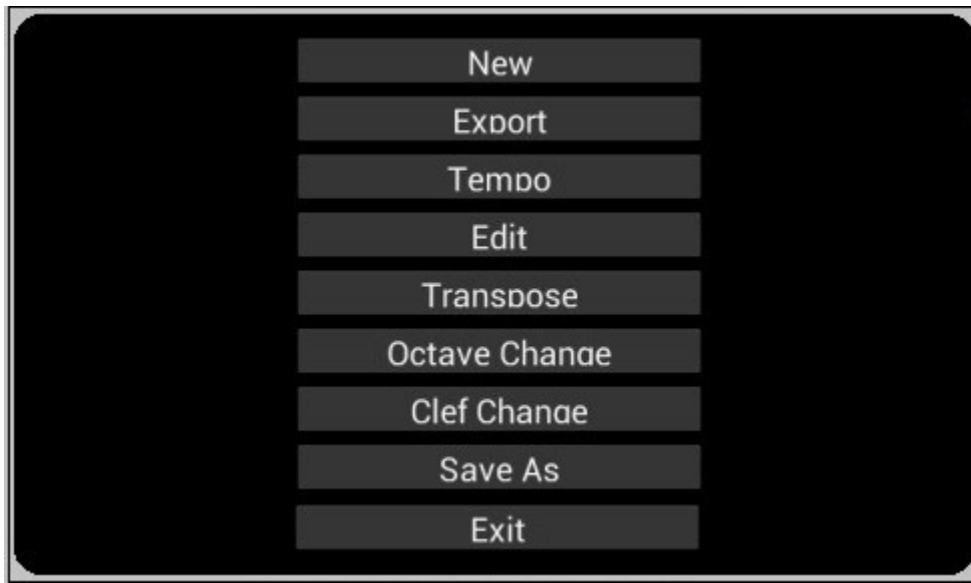 New
Export
Tempo
Edit
Transpose
Octave Change
Clef Change
Save As
Exit